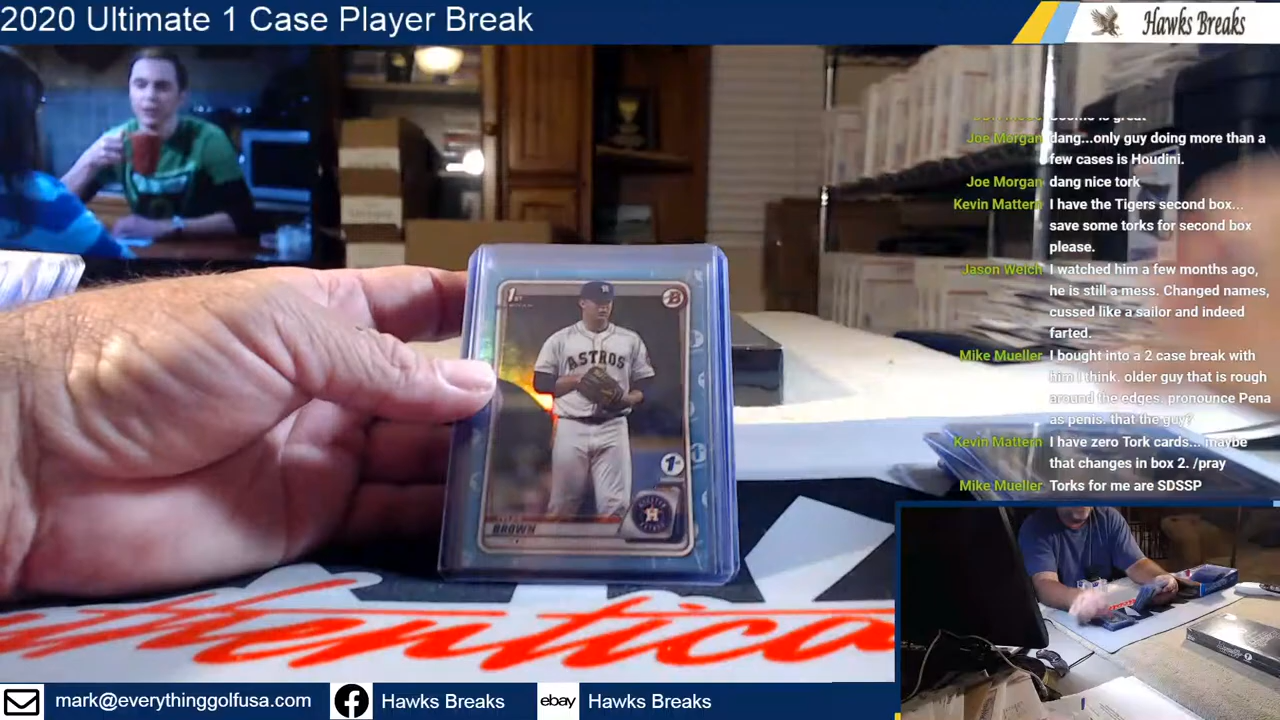 2020 Ultimate 1 Case Player Break
Hawks Breaks
Joe Morgan dang...only guy doing more than a
few cases is Houdini.
Joe Morgan dang nice tork
Kevin Mattern I have the Tigers second box...
save some torks for second box
please.
Jason Welch I watched him a few months ago,
he is still a mess. Changed names,
cussed like a sailor and indeed
farted.
Mike Mueller I bought into a 2 case break with
him I think. older guy that is rough
around the edges. pronounce Pena
as penis. that the guy?
Kevin Mattern I have zero Tork cards... maybe
that changes in box 2. /pray
Mike Mueller Torks for me are SDSSP
1ST
B
ASTROS
1st
H
BROWN
mark@everythinggolfusa.com
Hawks Breaks
ebay
Hawks Breaks